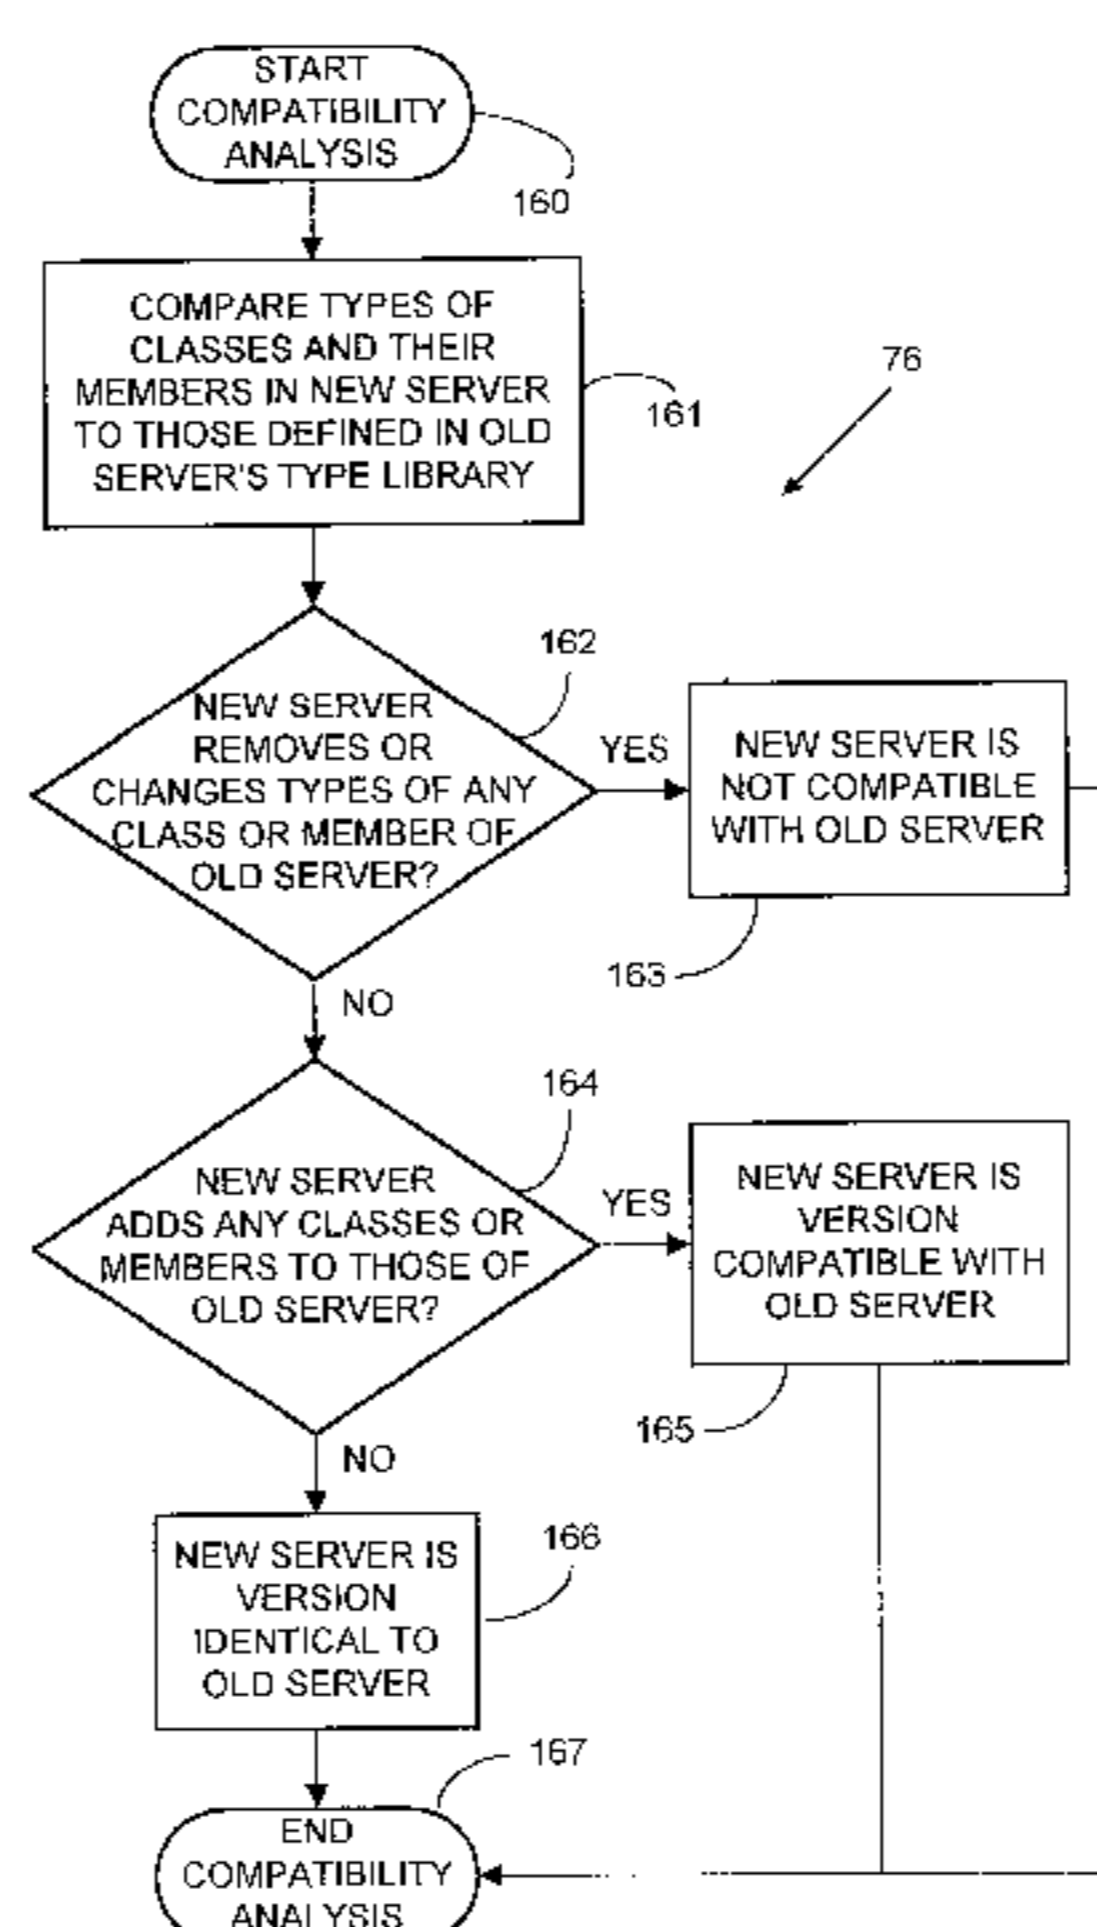 START
COMPATIBILITY
ANALYSIS
160
COMPARE TYPES OF
CLASSES AND THEIR
MEMBERS IN NEW SERVER
TO THOSE DEFINED IN OLD
SERVER'S TYPE LIBRARY
161
76
162
NEW SERVER
REMOVES OR
CHANGES TYPES OF ANY
CLASS OR MEMBER OF
OLD SERVER?
YES
NEW SERVER IS
NOT COMPATIBLE
WITH OLD SERVER
163
NO
164
NEW SERVER
ADDS ANY CLASSES OR
MEMBERS TO THOSE OF
OLD SERVER?
YES
NEW SERVER IS
VERSION
COMPATIBLE WITH
OLD SERVER
165
NO
166
NEW SERVER IS
VERSION
IDENTICAL TO
OLD SERVER
167
END
COMPATIBILITY
ANALYSIS